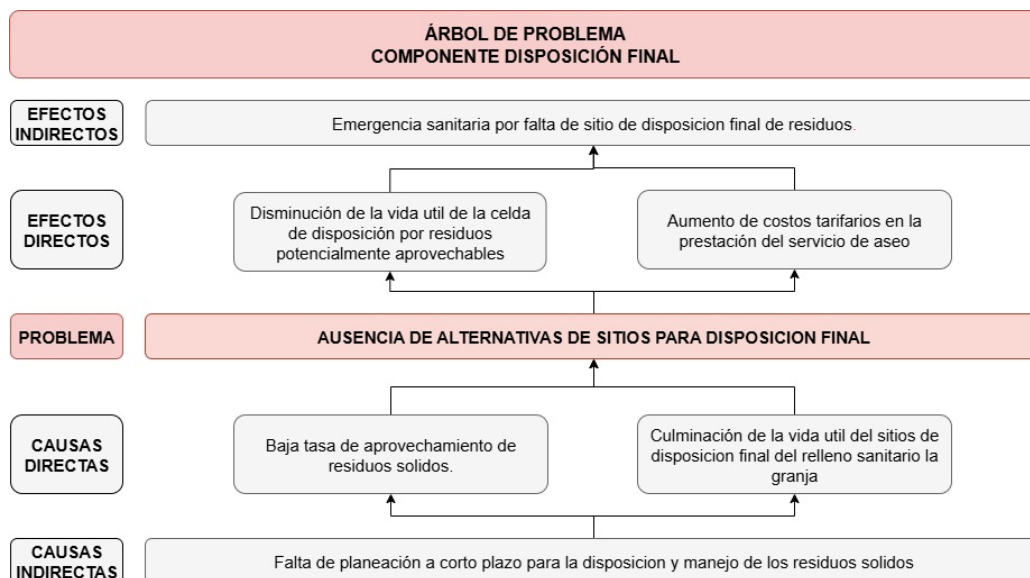 ÁRBOL DE PROBLEMA
COMPONENTE DISPOSICIÓN FINAL
EFECTOS
INDIRECTOS
Emergencia sanitaria por falta de sitio de disposicion final de residuos.
EFECTOS
DIRECTOS
Disminución de la vida util de la celda
de disposición por residuos
potencialmente aprovechables
Aumento de costos tarifarios en la
prestación del servicio de aseo
PROBLEMA
AUSENCIA DE ALTERNATIVAS DE SITIOS PARA DISPOSICION FINAL
CAUSAS
DIRECTAS
Baja tasa de aprovechamiento de
residuos solidos.
Culminación de la vida util del sitios de
disposicion final del relleno sanitario la
granja
CAUSAS
INDIRECTAS
Falta de planeación a corto plazo para la disposicion y manejo de los residuos solidos